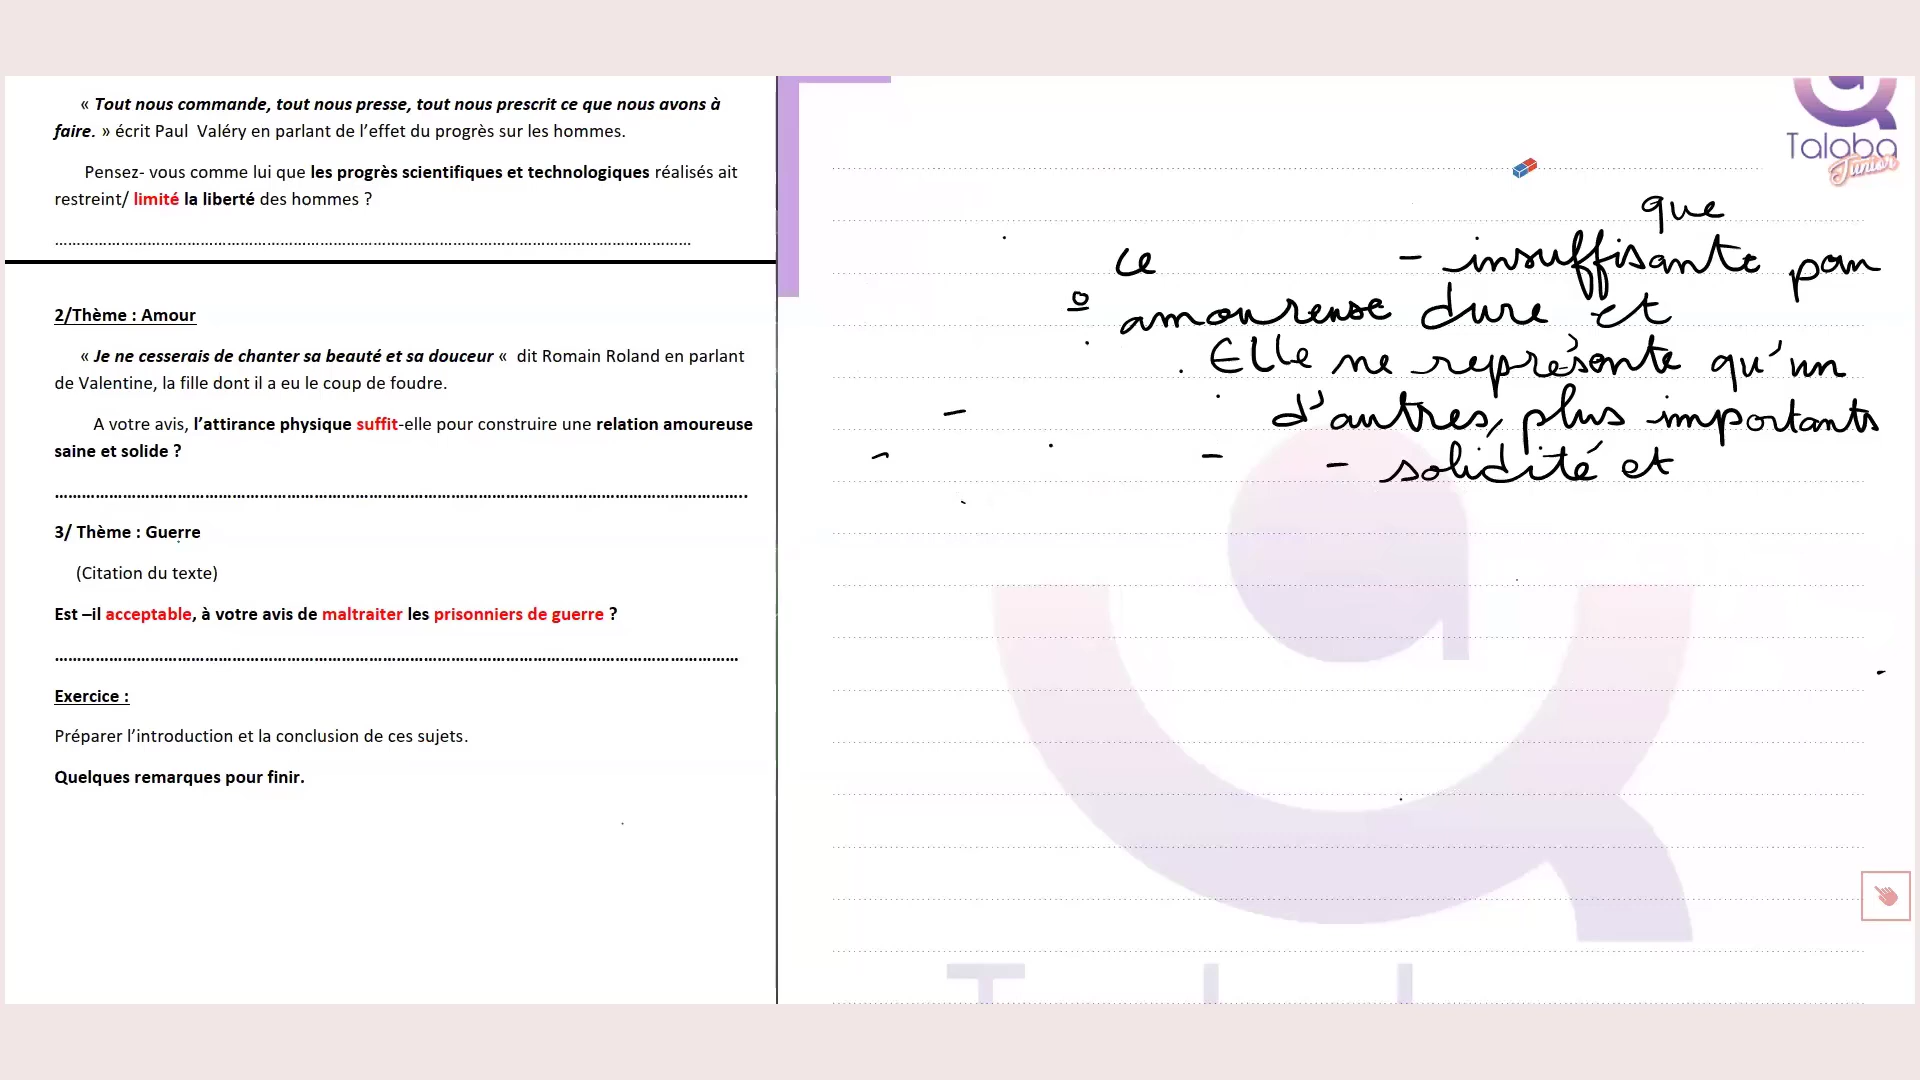 « Tout nous commande, tout nous presse, tout nous prescrit ce que nous avons à
faire. » écrit Paul Valéry en parlant de l’effet du progrès sur les hommes.
Pensez- vous comme lui que les progrès scientifiques et technologiques réalisés ait
restreint/ limité la liberté des hommes ?
2/Thème : Amour
« Je ne cesserais de chanter sa beauté et sa douceur « dit Romain Roland en parlant
de Valentine, la fille dont il a eu le coup de foudre.
A votre avis, l’attirance physique suffit-elle pour construire une relation amoureuse
saine et solide ?
3/ Thème : Guerre
(Citation du texte)
Est –il acceptable, à votre avis de maltraiter les prisonniers de guerre ?
Exercice :
Préparer l’introduction et la conclusion de ces sujets.
Quelques remarques pour finir.
Talaba
Junior
que
ce - insuffisante pour
amoureuse dure et
Elle ne représente qu'un
d'autres, plus importants
- solidité et